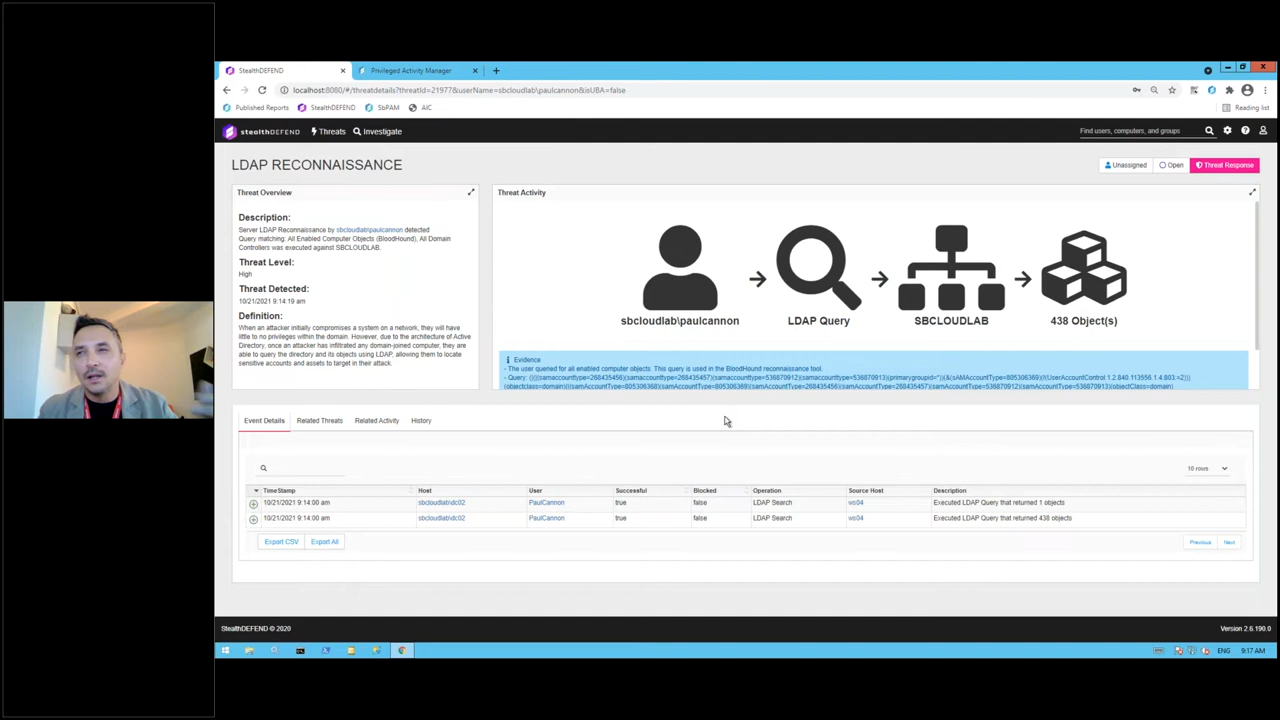 StealthDEFEND
Privileged Activity Manager
localhost:8080/#/threatdetails?threatId=21977&userName=sbcloudlab\paulcannon&isUBA=false
Published Reports
StealthDEFEND
SbPAM
AIC
Reading list
stealthDEFEND
Threats
Investigate
Find users, computers, and groups
LDAP RECONNAISSANCE
Unassigned
Open
Threat Response
Threat Overview
Description:
Server LDAP Reconnaissance by sbcloudlab\paulcannon detected
Query matching: All Enabled Computer Objects (BloodHound), All Domain
Controllers was executed against SBCLOUDLAB.
Threat Level:
High
Threat Detected:
10/21/2021 9:14:19 am
Definition:
When an attacker initially compromises a system on a network, they will have
little to no privileges within the domain. However, due to the architecture of Active
Directory, once an attacker has infiltrated any domain-joined computer, they are
able to query the directory and its objects using LDAP, allowing them to locate
sensitive accounts and assets to target in their attack.
Threat Activity
sbcloudlab\paulcannon
LDAP Query
SBCLOUDLAB
438 Object(s)
Evidence
- The user queried for all enabled computer objects. This query is used in the BloodHound reconnaissance tool.
Event Details
Related Threats
Related Activity
History
10 rows
TimeStamp Host User Successful Blocked Operation Source Host Description
10/21/2021 9:14:00 am sbcloudlab\dc02 PaulCannon true false LDAP Search ws04 Executed LDAP Query that returned 1 objects
10/21/2021 9:14:00 am sbcloudlab\dc02 PaulCannon true false LDAP Search ws04 Executed LDAP Query that returned 438 objects
Export CSV
Export All
Previous
Next
StealthDEFEND © 2020
Version 2.6.190.0
ENG
9:17 AM